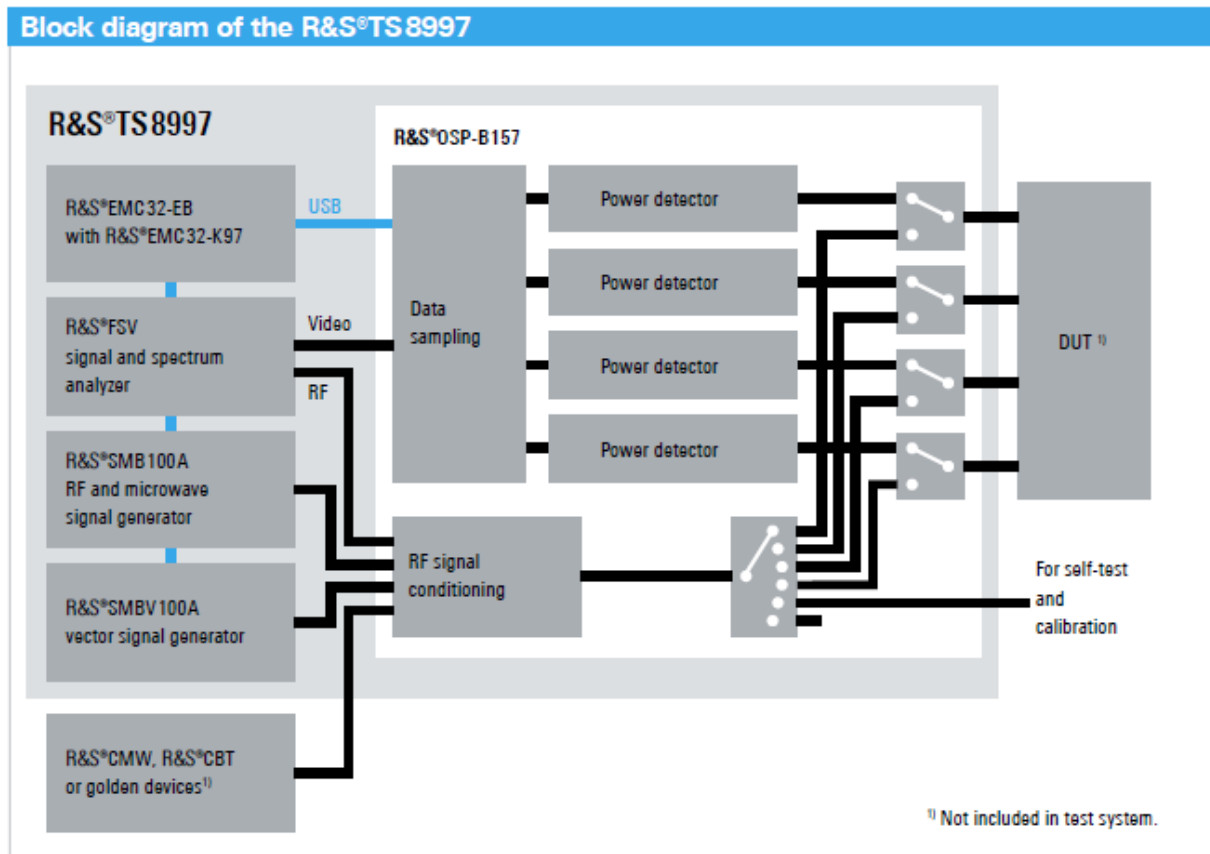 Block diagram of the R&S®TS 8997
R&S®TS 8997
R&S®OSP-B157
R&S®EMC32-EB
with R&S®EMC32-K97
USB
R&S®FSV
signal and spectrum
analyzer
Video
RF
R&S®SMB100A
RF and microwave
signal generator
R&S®SMBV100A
vector signal generator
R&S®CMW, R&S®CBT
or golden devices¹⁾
Data
sampling
Power detector
Power detector
Power detector
Power detector
RF signal
conditioning
DUT ¹⁾
For self-test
and
calibration
¹⁾ Not included in test system.